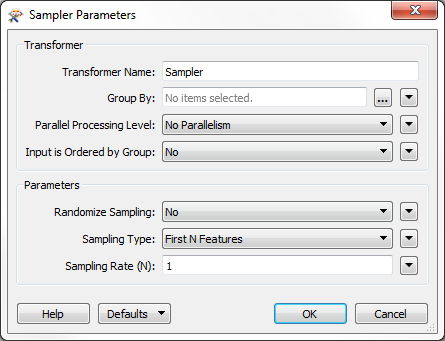 Sampler Parameters
Transformer
Transformer Name: Sampler
Group By: No items selected. ...
Parallel Processing Level: No Parallelism
Input is Ordered by Group: No
Parameters
Randomize Sampling: No
Sampling Type: First N Features
Sampling Rate (N): 1
Help Defaults OK Cancel